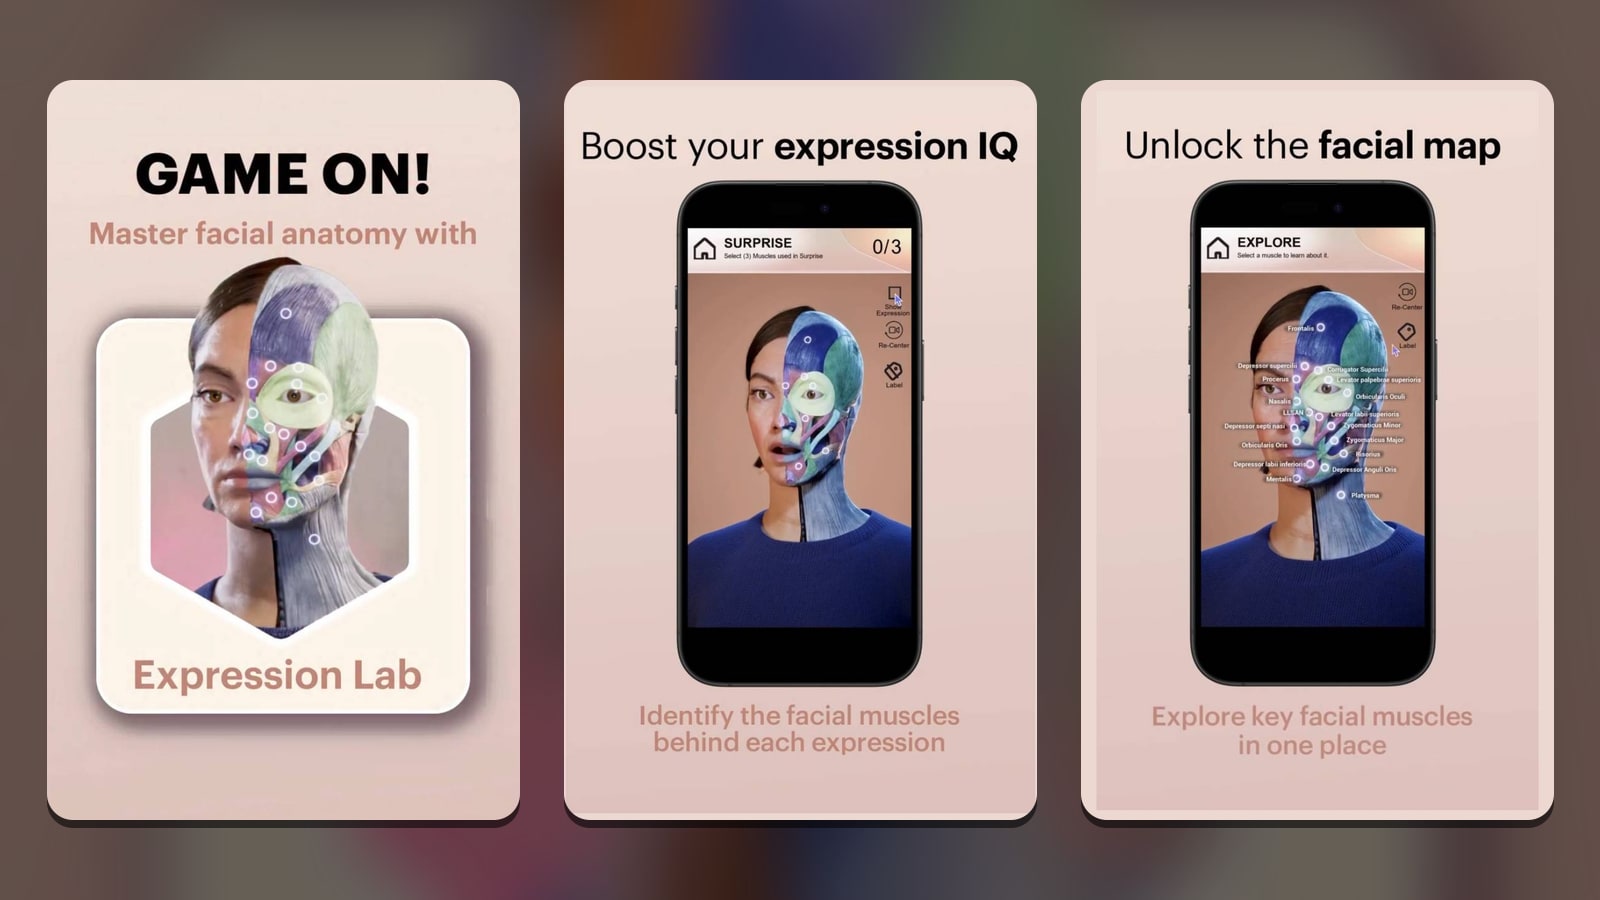 GAME ON!
Master facial anatomy with
Expression Lab
Boost your expression IQ
SURPRISE
Select (3) Muscles used in Surprise
0/3
Show
Expression
Re-Center
Label
Identify the facial muscles
behind each expression
Unlock the facial map
EXPLORE
Select a muscle to learn about it.
Re-Center
Label
Frontalis
Depressor supercilii
Corrugator Supercilii
Procerus
Levator palpebrae superioris
Nasalis
Orbicularis Oculi
LLSAN
Levator labii superioris
Depressor septi nasi
Zygomaticus Minor
Orbicularis Oris
Zygomaticus Major
Risorius
Depressor labii inferioris
Depressor Anguli Oris
Mentalis
Platysma
Explore key facial muscles
in one place